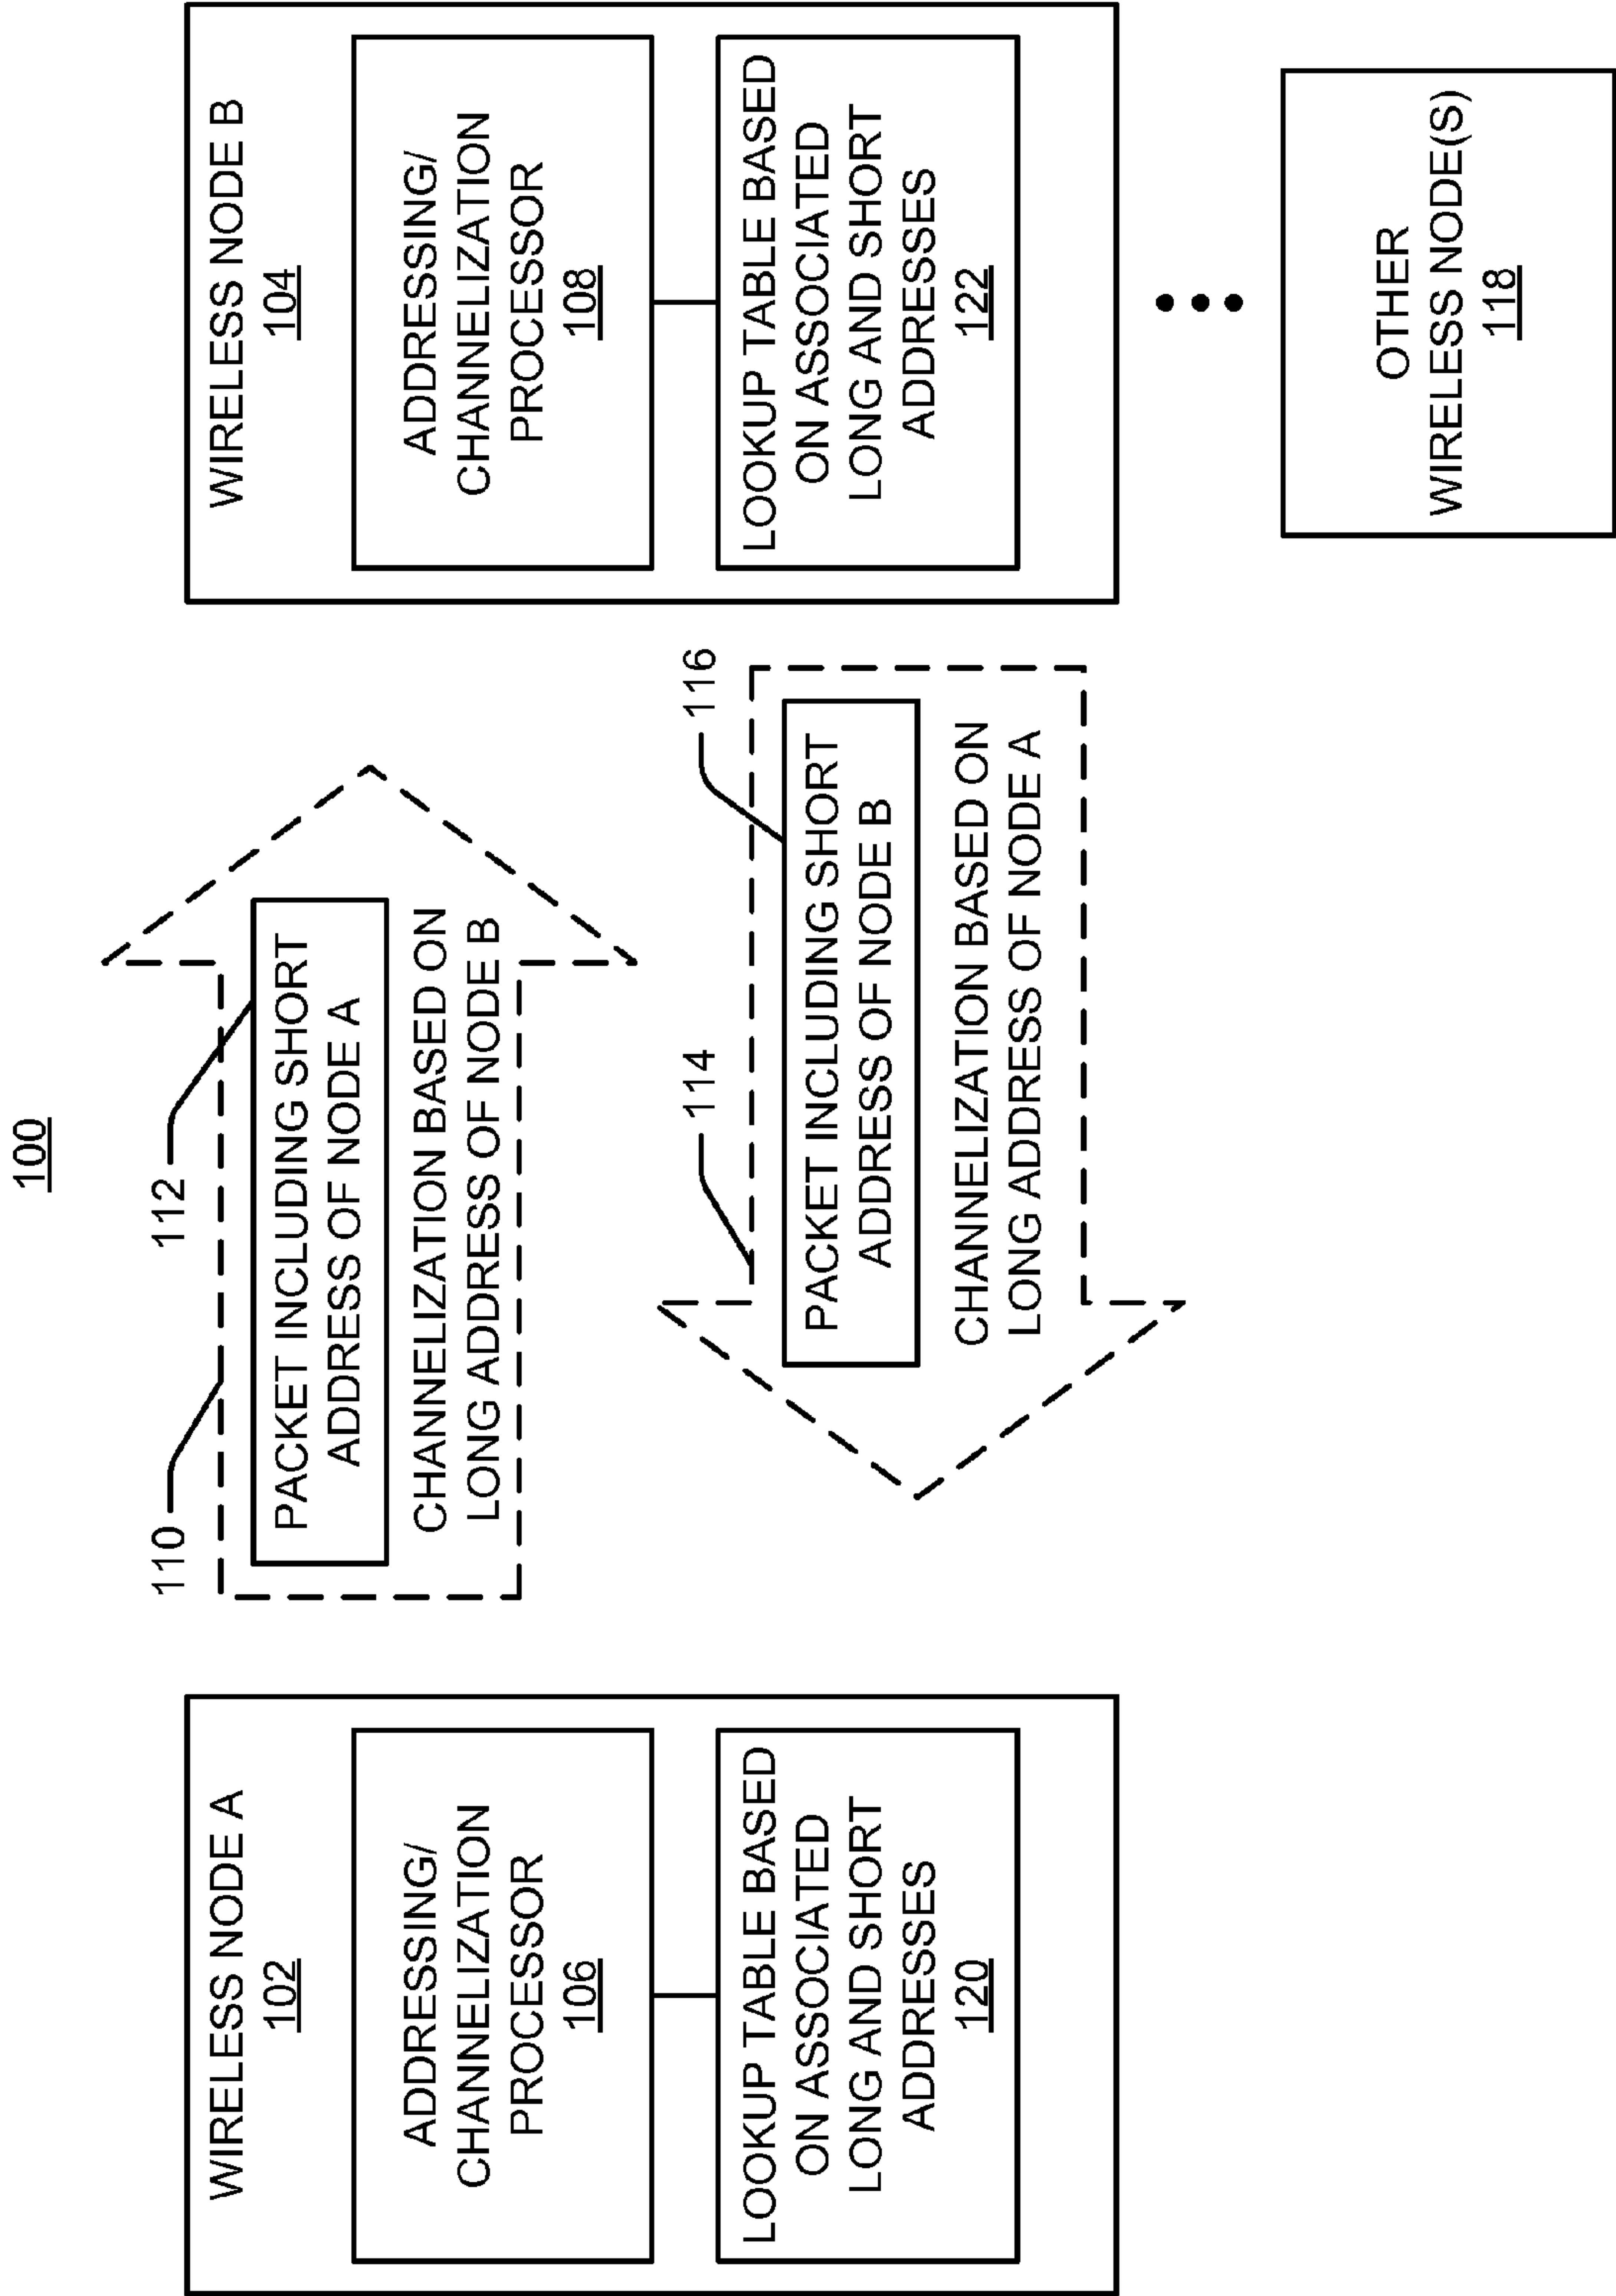 100
WIRELESS NODE A
102
ADDRESSING/
CHANNELIZATION
PROCESSOR
106
LOOKUP TABLE BASED
ON ASSOCIATED
LONG AND SHORT
ADDRESSES
120
110
112
PACKET INCLUDING SHORT
ADDRESS OF NODE A
CHANNELIZATION BASED ON
LONG ADDRESS OF NODE B
114
116
PACKET INCLUDING SHORT
ADDRESS OF NODE B
CHANNELIZATION BASED ON
LONG ADDRESS OF NODE A
WIRELESS NODE B
104
ADDRESSING/
CHANNELIZATION
PROCESSOR
108
LOOKUP TABLE BASED
ON ASSOCIATED
LONG AND SHORT
ADDRESSES
122
OTHER
WIRELESS NODE(S)
118